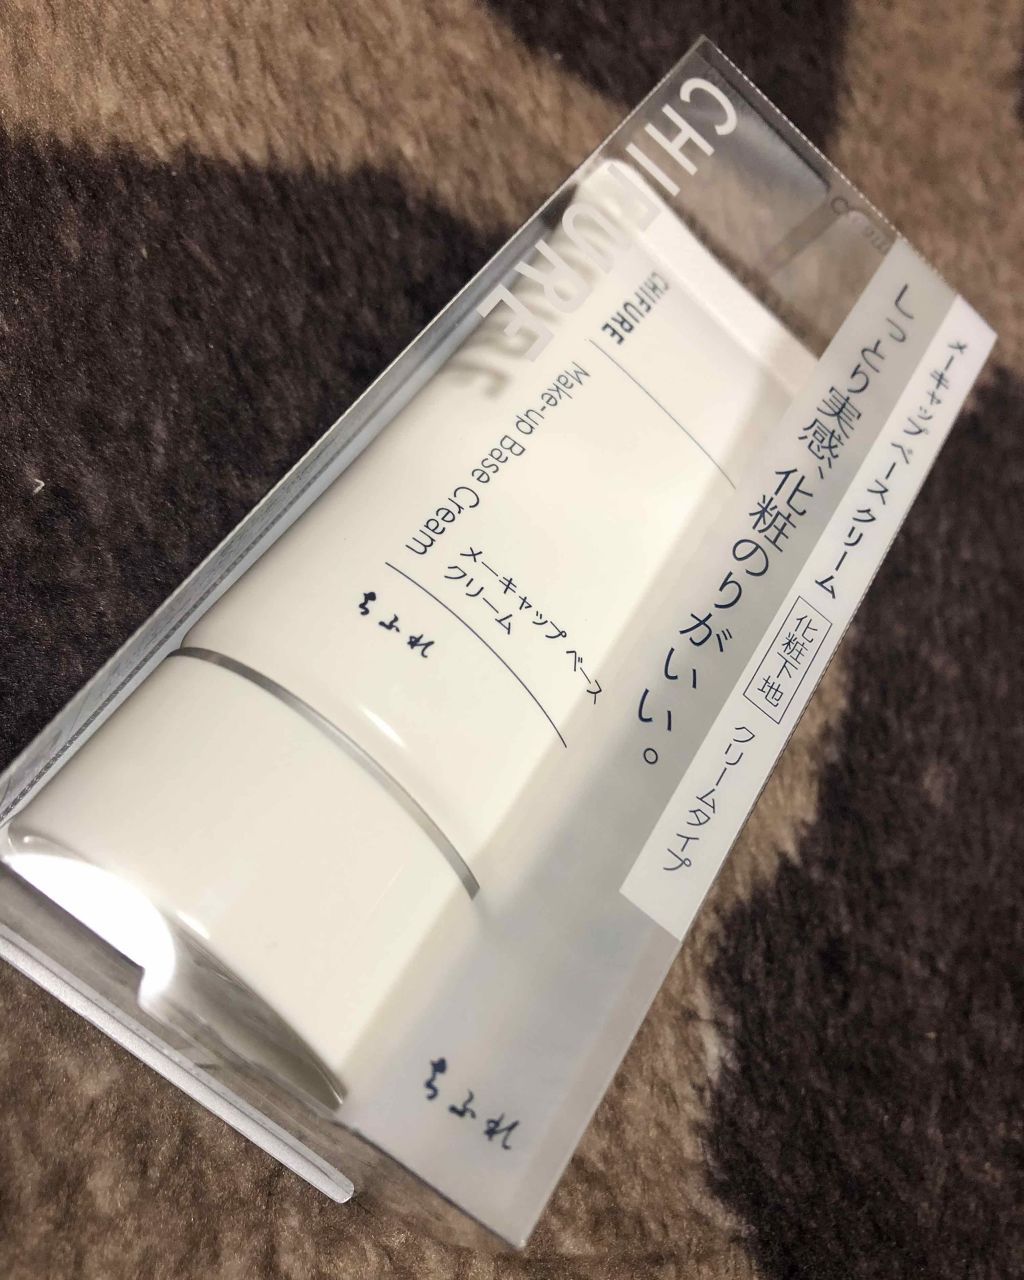 CHIFURE
CHIFURE
Make-up Base Cream
メーキャップ ベース
クリーム
ちふれ
しっとり実感、化粧のりがいい。
メーキャップ ベース クリーム 化粧下地 クリームタイプ
ちふれ